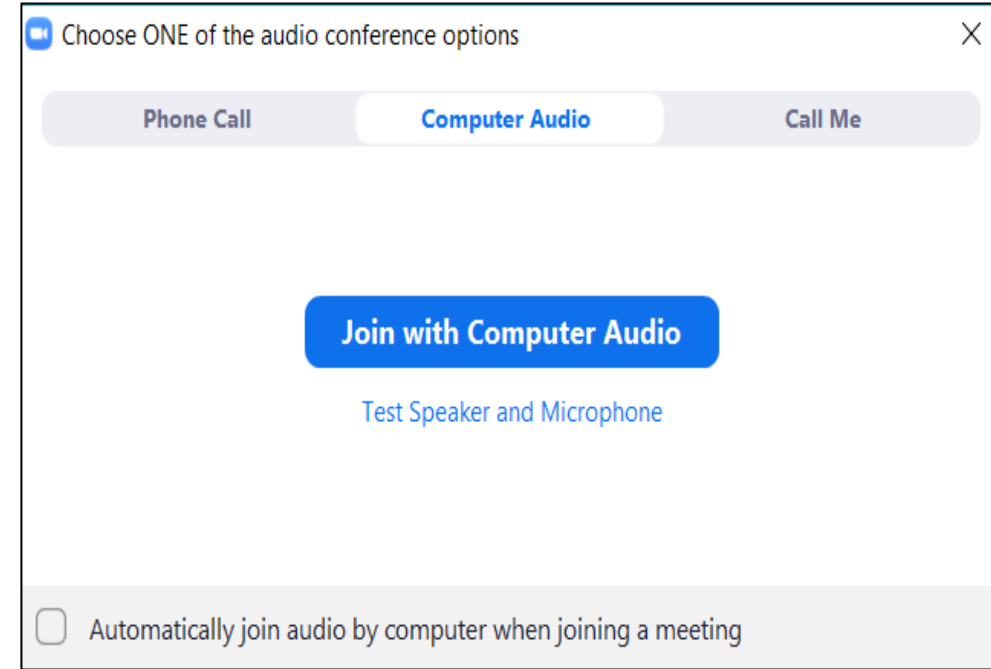 Choose ONE of the audio conference options
Phone Call Computer Audio Call Me
Join with Computer Audio
Test Speaker and Microphone
Automatically join audio by computer when joining a meeting